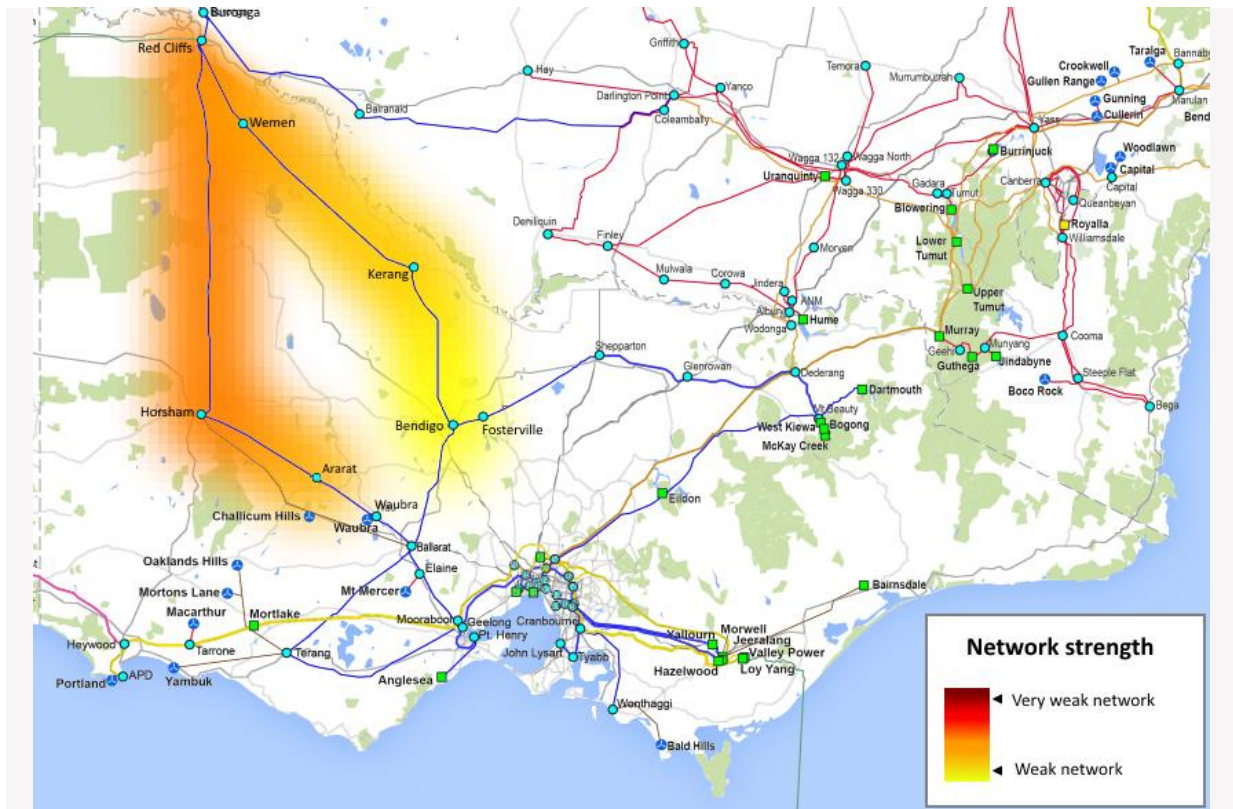 Buronga
Red Cliffs
Wemen
Balranald
Hay
Griffith
Yanco
Darlington Point
Coleambally
Temora
Murrumburrah
Crookwell
Gullen Range
Taralga
Bannaby
Gunning
Cullerin
Marulan
Bend
Yass
Woodlawn
Capital
Capital
Burrinjuck
Canberra
Queanbeyan
Royalla
Williamsdale
Wagga 132
Wagga North
Uranquinty
Wagga 330
Gadara
Tumut
Blowering
Lower
Tumut
Upper
Tumut
Deniliquin
Finley
Mulwala
Corowa
Morven
Jindera
ANM
Albury
Hume
Wodonga
Murray
Geehi
Munyang
Guthega
Jindabyne
Cooma
Steeple Flat
Boco Rock
Bega
Kerang
Shepparton
Glenrowan
Dederang
Dartmouth
Mt Beauty
West Kiewa
Bogong
McKay Creek
Horsham
Bendigo
Fosterville
Ararat
Eildon
Waubra
Challicum Hills
Waubra
Ballarat
Oaklands Hills
Elaine
Mortons Lane
Mt Mercer
Macarthur
Mortlake
Moorabool
Geelong
Pt. Henry
Cranbourne
Heywood
Tarrone
Terang
John Lysart
Tyabb
Portland
APD
Yambuk
Anglesea
Bairnsdale
Yallourn
Morwell
Jeeralang
Hazelwood
Valley Power
Loy Yang
Wonthaggi
Bald Hills
Network strength
Very weak network
Weak network